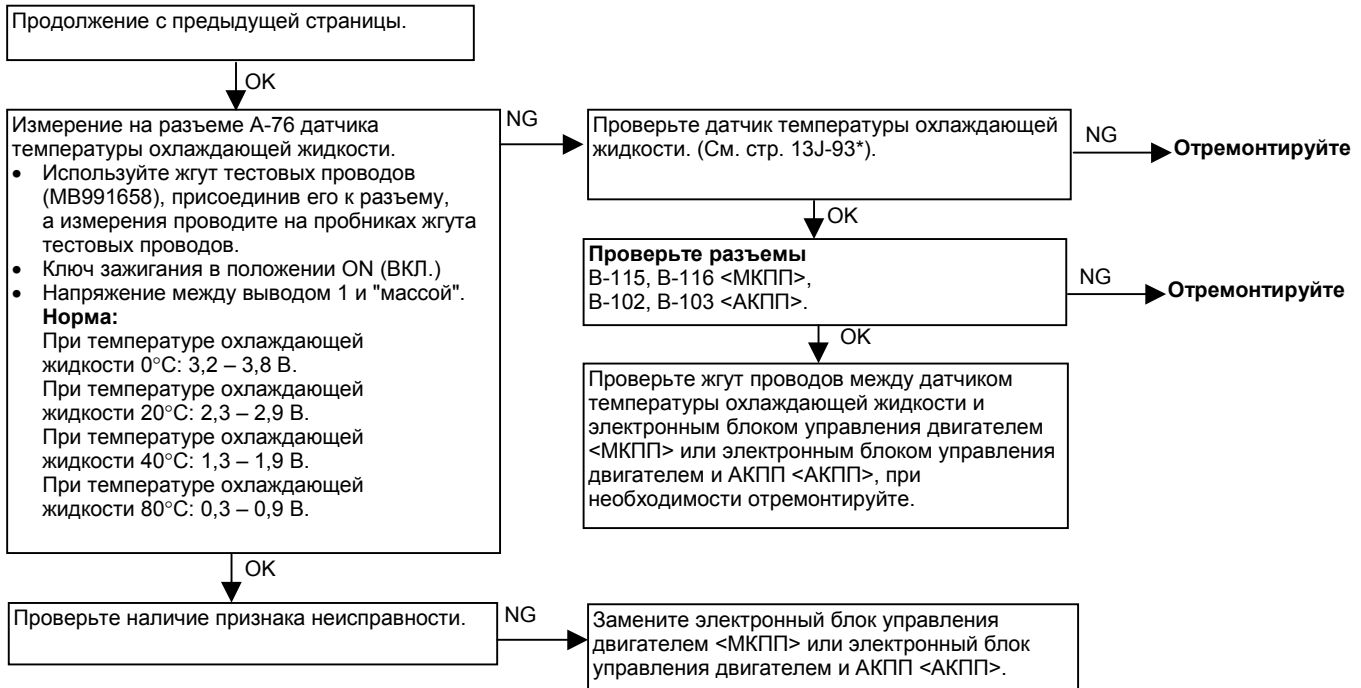 Продолжение с предыдущей страницы.
OK
Измерение на разъеме А-76 датчика
температуры охлаждающей жидкости.
• Используйте жгут тестовых проводов
(МВ991658), присоединив его к разъему,
а измерения проводите на пробниках жгута
тестовых проводов.
• Ключ зажигания в положении ON (ВКЛ.)
• Напряжение между выводом 1 и "массой".
Норма:
При температуре охлаждающей
жидкости 0°С: 3,2 – 3,8 В.
При температуре охлаждающей
жидкости 20°С: 2,3 – 2,9 В.
При температуре охлаждающей
жидкости 40°С: 1,3 – 1,9 В.
При температуре охлаждающей
жидкости 80°С: 0,3 – 0,9 В.
NG
Проверьте датчик температуры охлаждающей
жидкости. (См. стр. 13J-93*).
NG
Отремонтируйте
OK
Проверьте разъемы
В-115, В-116 <МКПП>,
В-102, В-103 <АКПП>.
NG
Отремонтируйте
OK
Проверьте жгут проводов между датчиком
температуры охлаждающей жидкости и
электронным блоком управления двигателем
<МКПП> или электронным блоком управления
двигателем и АКПП <АКПП>, при
необходимости отремонтируйте.
OK
Проверьте наличие признака неисправности.
NG
Замените электронный блок управления
двигателем <МКПП> или электронный блок
управления двигателем и АКПП <АКПП>.